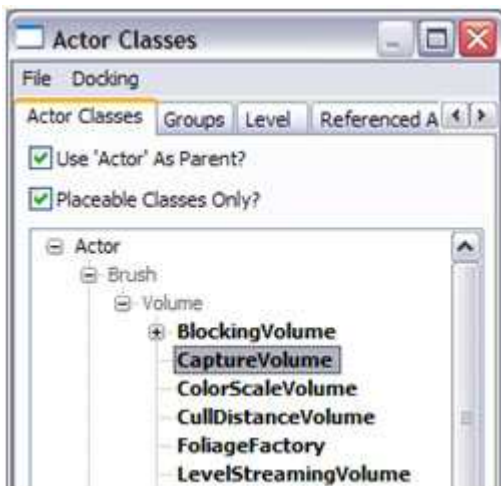 Actor Classes
File Docking
Actor Classes Groups Level Referenced A
Use 'Actor' As Parent?
Placeable Classes Only?
Actor
Brush
Volume
BlockingVolume
CaptureVolume
ColorScaleVolume
CullDistanceVolume
FoliageFactory
LevelStreamingVolume